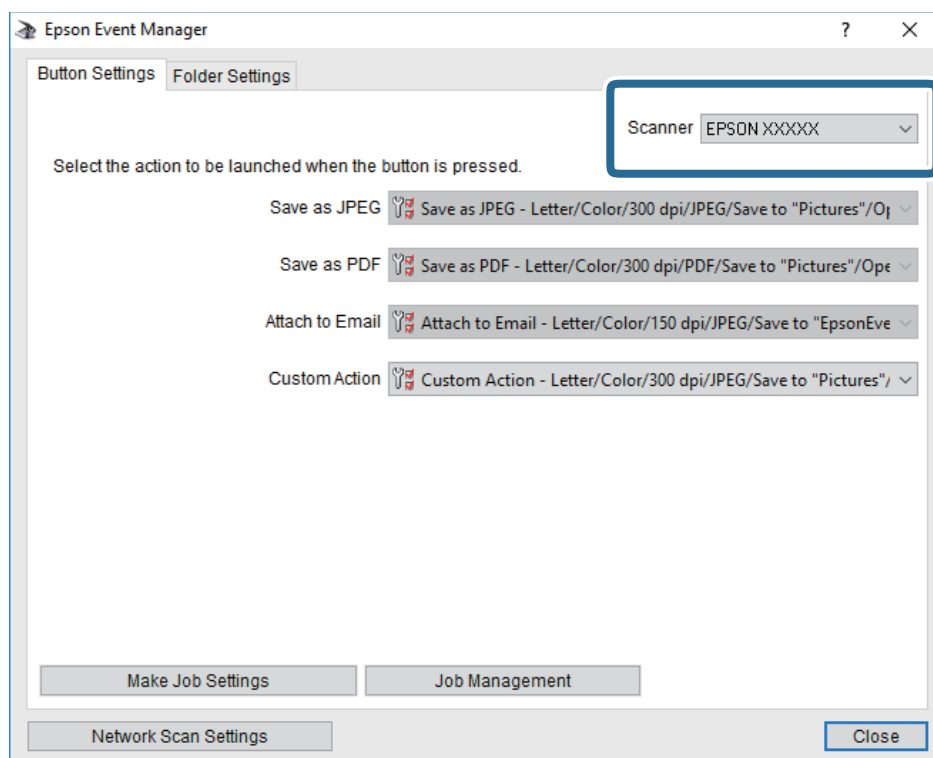 Epson Event Manager ?
Button Settings Folder Settings
Scanner EPSON XXXXX
Select the action to be launched when the button is pressed.
Save as JPEG Save as JPEG - Letter/Color/300 dpi/JPEG/Save to "Pictures"/Op
Save as PDF Save as PDF - Letter/Color/300 dpi/PDF/Save to "Pictures"/Ope
Attach to Email Attach to Email - Letter/Color/150 dpi/JPEG/Save to "EpsonEve
Custom Action Custom Action - Letter/Color/300 dpi/JPEG/Save to "Pictures"/
Make Job Settings Job Management
Network Scan Settings Close